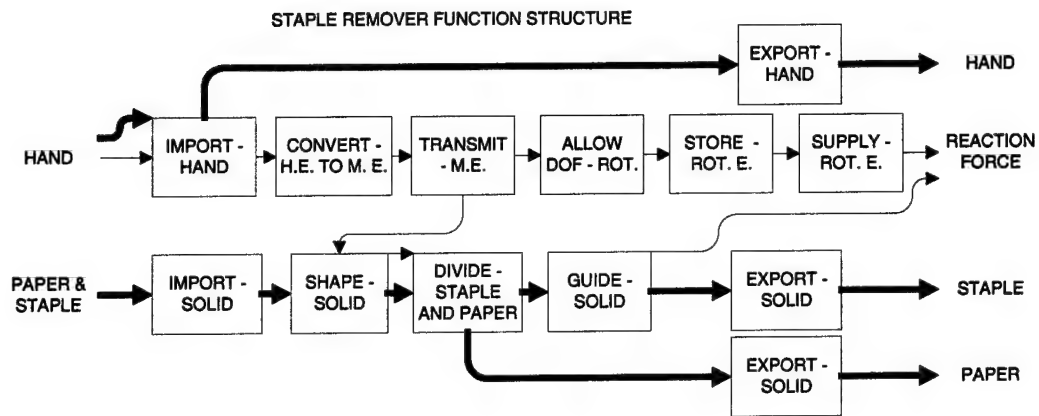 STAPLE REMOVER FUNCTION STRUCTURE
EXPORT -
HAND
HAND
HAND
IMPORT -
HAND
CONVERT -
H.E. TO M. E.
TRANSMIT
- M.E.
ALLOW
DOF - ROT.
STORE -
ROT. E.
SUPPLY -
ROT. E.
REACTION
FORCE
PAPER &
STAPLE
IMPORT -
SOLID
SHAPE -
SOLID
DIVIDE -
STAPLE
AND PAPER
GUIDE -
SOLID
EXPORT -
SOLID
STAPLE
EXPORT -
SOLID
PAPER